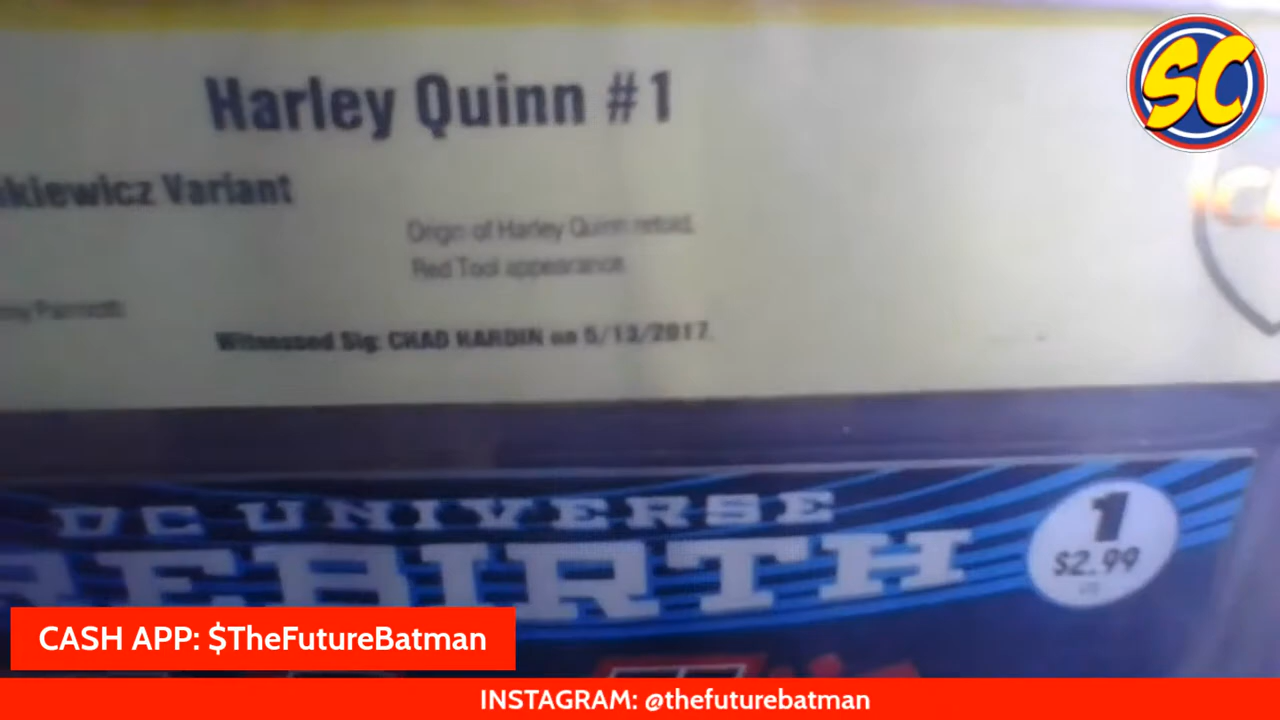 SC
Harley Quinn #1
nkiewicz Variant
Origin of Harley Quinn retold.
Red Tool appearance.
Witnessed Sig: CHAD HARDIN on 5/13/2017.
DC UNIVERSE
REBIRTH
1
$2.99
CASH APP: $TheFutureBatman
INSTAGRAM: @thefuturebatman